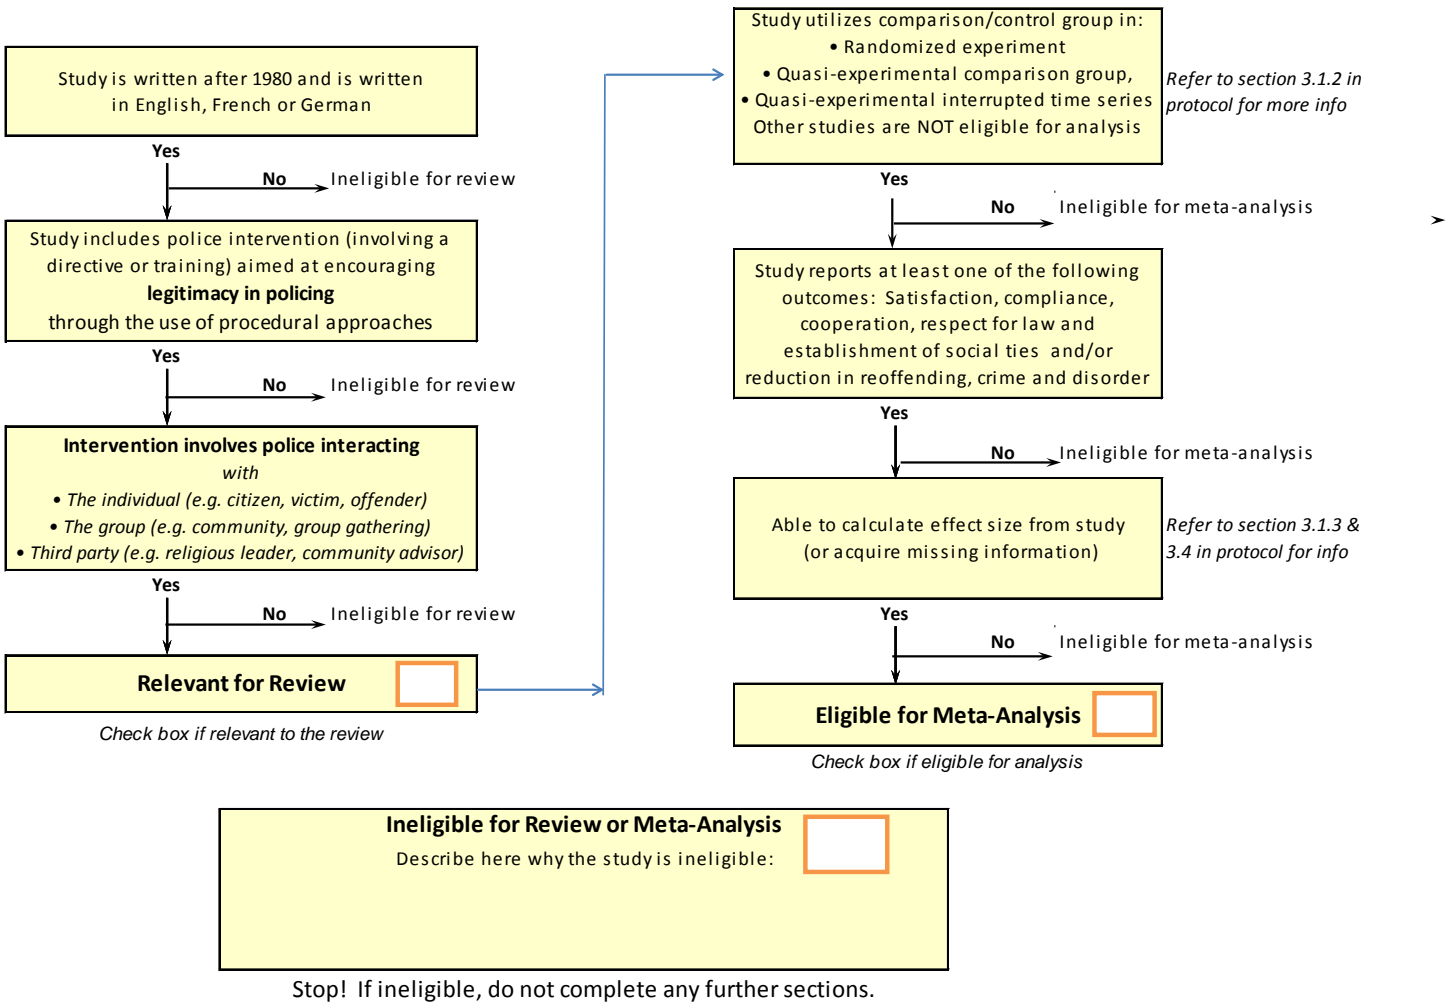 Study is written after 1980 and is written
in English, French or German
Yes
No
Ineligible for review
Study includes police intervention (involving a
directive or training) aimed at encouraging
legitimacy in policing
through the use of procedural approaches
Yes
No
Ineligible for review
Intervention involves police interacting
with
• The individual (e.g. citizen, victim, offender)
• The group (e.g. community, group gathering)
• Third party (e.g. religious leader, community advisor)
Yes
No
Ineligible for review
Relevant for Review
Check box if relevant to the review
Study utilizes comparison/control group in:
• Randomized experiment
• Quasi-experimental comparison group,
• Quasi-experimental interrupted time series
Other studies are NOT eligible for analysis
Refer to section 3.1.2 in
protocol for more info
Yes
No
Ineligible for meta-analysis
Study reports at least one of the following
outcomes: Satisfaction, compliance,
cooperation, respect for law and
establishment of social ties and/or
reduction in reoffending, crime and disorder
Yes
No
Ineligible for meta-analysis
Able to calculate effect size from study
(or acquire missing information)
Refer to section 3.1.3 &
3.4 in protocol for info
Yes
No
Ineligible for meta-analysis
Eligible for Meta-Analysis
Check box if eligible for analysis
Ineligible for Review or Meta-Analysis
Describe here why the study is ineligible:
Stop! If ineligible, do not complete any further sections.